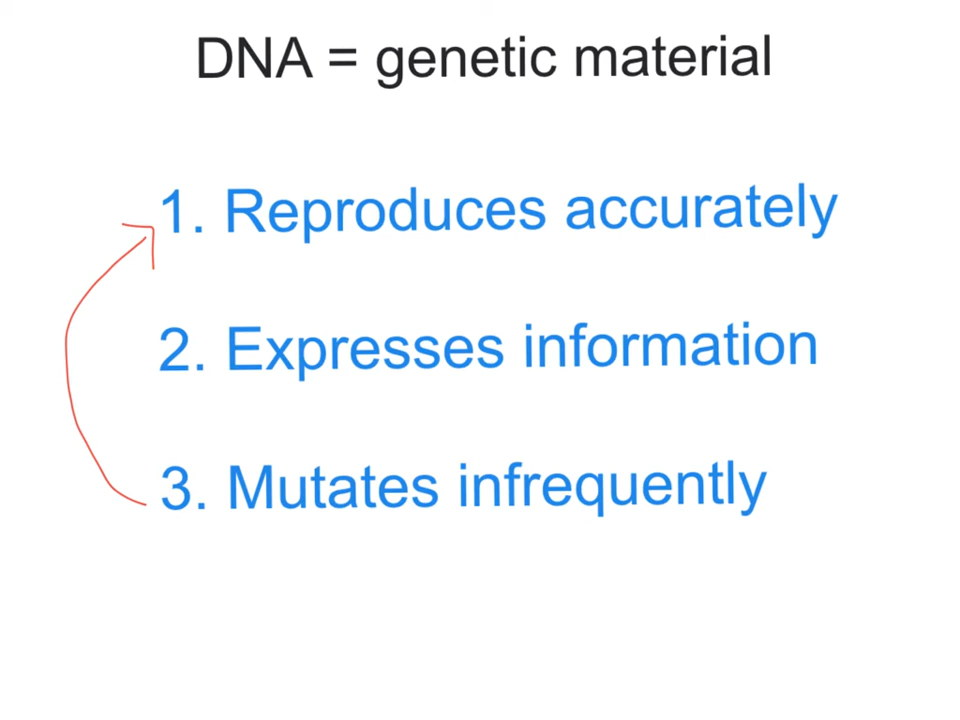 DNA = genetic material
1. Reproduces accurately
2. Expresses information
3. Mutates infrequently